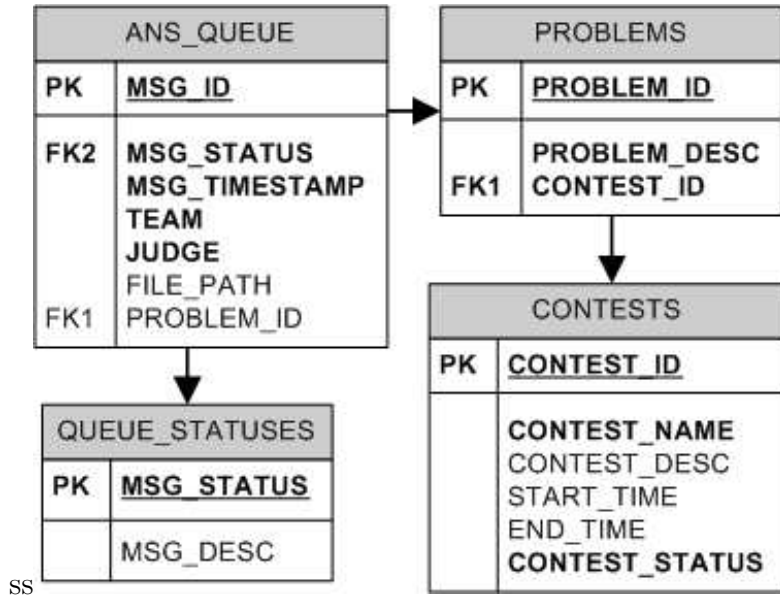 ANS_QUEUE
PK MSG_ID
FK2 MSG_STATUS
MSG_TIMESTAMP
TEAM
JUDGE
FILE_PATH
FK1 PROBLEM_ID
PROBLEMS
PK PROBLEM_ID
PROBLEM_DESC
FK1 CONTEST_ID
QUEUE_STATUSES
PK MSG_STATUS
MSG_DESC
CONTESTS
PK CONTEST_ID
CONTEST_NAME
CONTEST_DESC
START_TIME
END_TIME
CONTEST_STATUS
ss